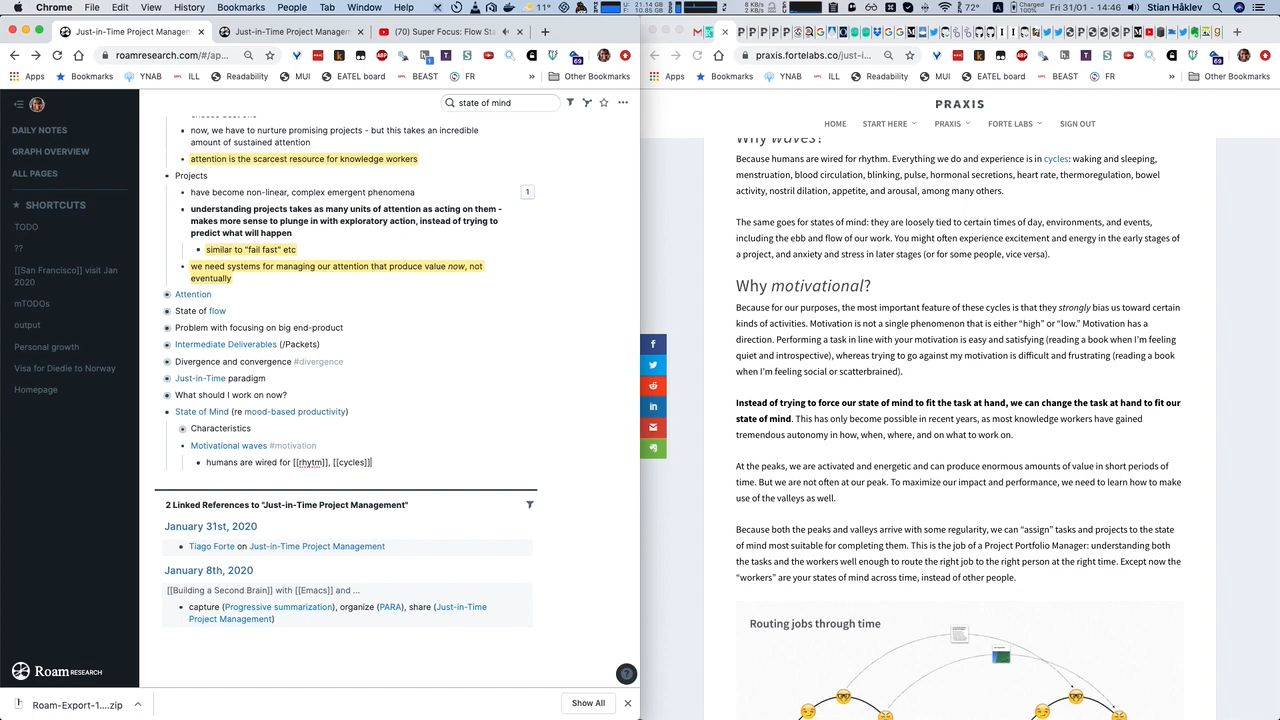 Chrome File Edit View History Bookmarks People Tab Window Help
11° U: 21.14 GB F: 10.85 GB 8 KB/s 2 KB/s 72° Charged 100% Fri 31/01 - 14:46 Stian Håklev
Just-in-Time Project Managem
Just-in-Time Project Managem
(70) Super Focus: Flow Sta
roamresearch.com/#/ap...
praxis.fortelabs.co/just-i...
Apps Bookmarks YNAB ILL Readability MUI EATEL board BEAST FR » Other Bookmarks
Apps Bookmarks YNAB ILL Readability MUI EATEL board BEAST FR » Other Bookmarks
DAILY NOTES
GRAPH OVERVIEW
ALL PAGES
SHORTCUTS
TODO
??
[[San Francisco]] visit Jan
2020
mTODOs
output
Personal growth
Visa for Diedie to Norway
Homepage
Roam RESEARCH
state of mind
now, we have to nurture promising projects - but this takes an incredible
amount of sustained attention
attention is the scarcest resource for knowledge workers
Projects
have become non-linear, complex emergent phenomena
1
understanding projects takes as many units of attention as acting on them -
makes more sense to plunge in with exploratory action, instead of trying to
predict what will happen
similar to "fail fast" etc
we need systems for managing our attention that produce value now, not
eventually
Attention
State of flow
Problem with focusing on big end-product
Intermediate Deliverables (/Packets)
Divergence and convergence #divergence
Just-in-Time paradigm
What should I work on now?
State of Mind (re mood-based productivity)
Characteristics
Motivational waves #motivation
humans are wired for [[rhytm]], [[cycles]]
2 Linked References to "Just-in-Time Project Management"
January 31st, 2020
Tiago Forte on Just-in-Time Project Management
January 8th, 2020
[[Building a Second Brain]] with [[Emacs]] and ...
capture (Progressive summarization), organize (PARA), share (Just-in-Time
Project Management)
Roam-Export-1....zip
Show All
PRAXIS
HOME START HERE PRAXIS FORTE LABS SIGN OUT
Why waves?
Because humans are wired for rhythm. Everything we do and experience is in cycles: waking and sleeping,
menstruation, blood circulation, blinking, pulse, hormonal secretions, heart rate, thermoregulation, bowel
activity, nostril dilation, appetite, and arousal, among many others.
The same goes for states of mind: they are loosely tied to certain times of day, environments, and events,
including the ebb and flow of our work. You might often experience excitement and energy in the early stages of
a project, and anxiety and stress in later stages (or for some people, vice versa).
Why motivational?
Because for our purposes, the most important feature of these cycles is that they strongly bias us toward certain
kinds of activities. Motivation is not a single phenomenon that is either “high” or “low.” Motivation has a
direction. Performing a task in line with your motivation is easy and satisfying (reading a book when I’m feeling
quiet and introspective), whereas trying to go against my motivation is difficult and frustrating (reading a book
when I’m feeling social or scatterbrained).
Instead of trying to force our state of mind to fit the task at hand, we can change the task at hand to fit our
state of mind. This has only become possible in recent years, as most knowledge workers have gained
tremendous autonomy in how, when, where, and on what to work on.
At the peaks, we are activated and energetic and can produce enormous amounts of value in short periods of
time. But we are not often at our peak. To maximize our impact and performance, we need to learn how to make
use of the valleys as well.
Because both the peaks and valleys arrive with some regularity, we can “assign” tasks and projects to the state
of mind most suitable for completing them. This is the job of a Project Portfolio Manager: understanding both
the tasks and the workers well enough to route the right job to the right person at the right time. Except now the
“workers” are your states of mind across time, instead of other people.
Routing jobs through time